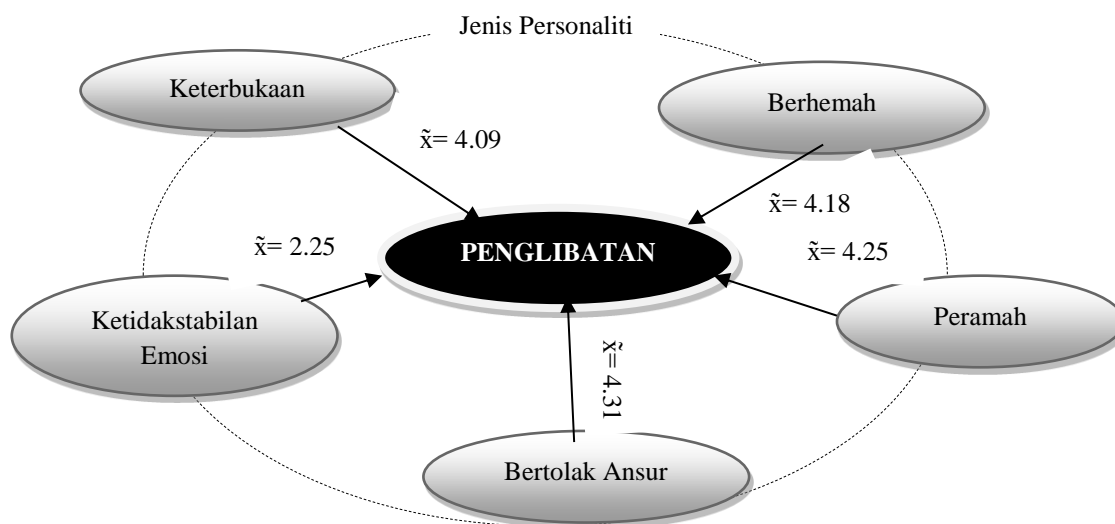 Jenis Personaliti
Keterbukaan
Berhemah
x̃= 4.09
x̃= 4.18
x̃= 2.25
PENGLIBATAN
x̃= 4.25
Ketidakstabilan
Emosi
Peramah
x̃= 4.31
Bertolak Ansur